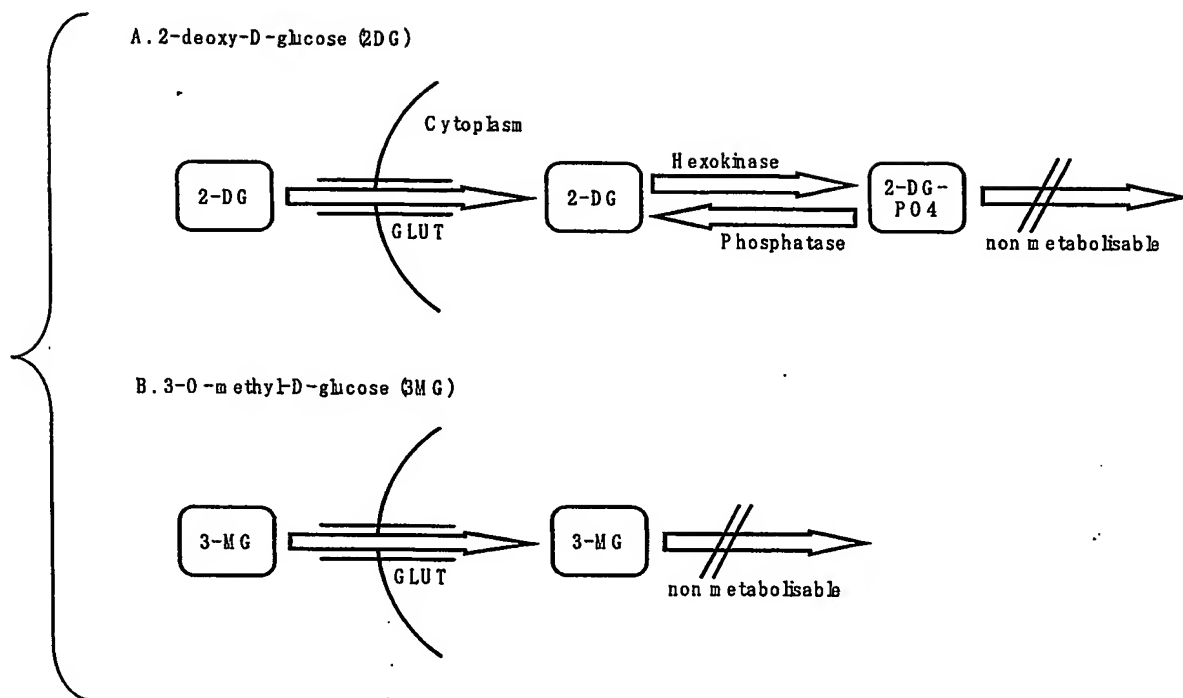 A. 2-deoxy-D-glucose (2DG)
Cytoplasm
2-DG
GLUT
2-DG
Hexokinase
Phosphatase
2-DG-
PO4
non metabolisable
B. 3-O-methyl-D-glucose (3MG)
3-MG
GLUT
3-MG
non metabolisable